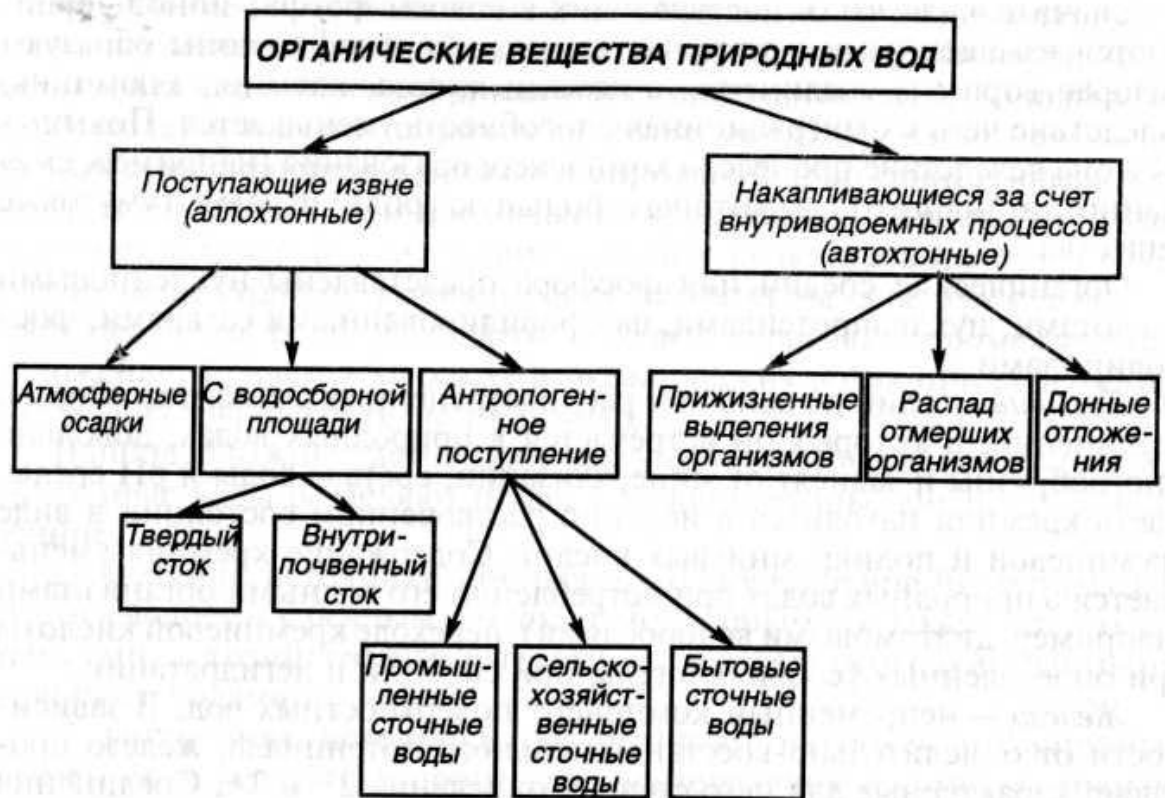 ОРГАНИЧЕСКИЕ ВЕЩЕСТВА ПРИРОДНЫХ ВОД
Поступающие извне
(аллохтонные)
Накапливающиеся за счет
внутриводоемных процессов
(автохтонные)
Атмосферные
осадки
С водосборной
площади
Антропоген-
ное
поступление
Прижизненные
выделения
организмов
Распад
отмерших
организмов
Донные
отложе-
ния
Твердый
сток
Внутри-
почвенный
сток
Промыш-
ленные
сточные
воды
Сельско-
хозяйст-
венные
сточные
воды
Бытовые
сточные
воды